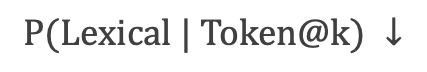 P(Lexical | Token@k) ↓